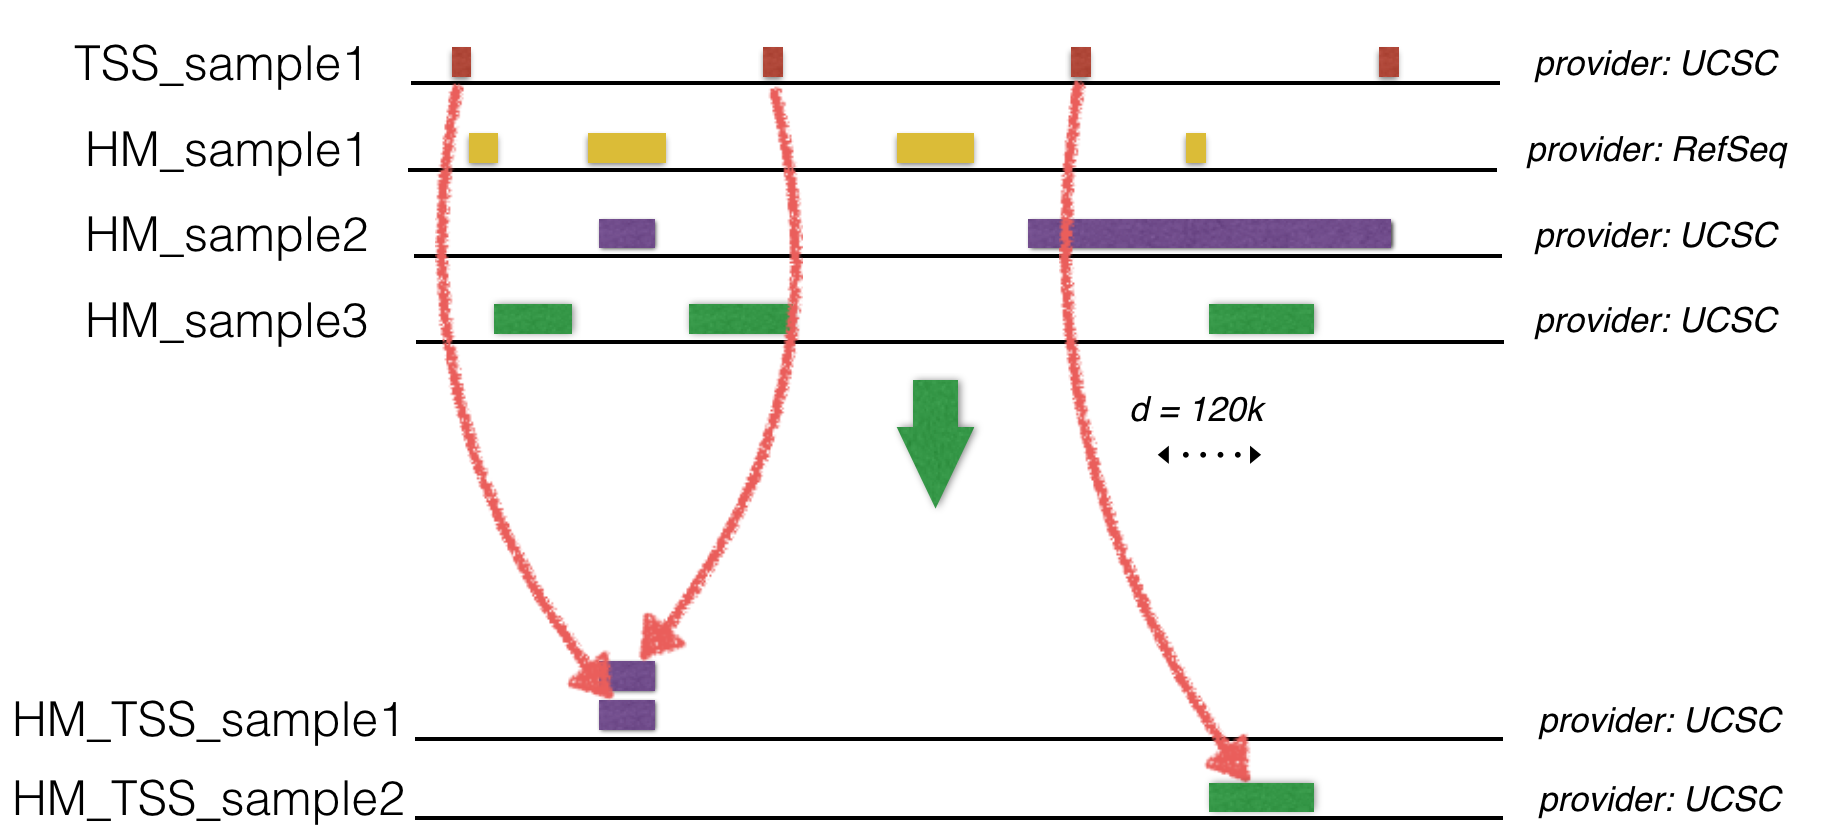 TSS_sample1 provider: UCSC
HM_sample1 provider: RefSeq
HM_sample2 provider: UCSC
HM_sample3 provider: UCSC
d = 120k
HM_TSS_sample1 provider: UCSC
HM_TSS_sample2 provider: UCSC